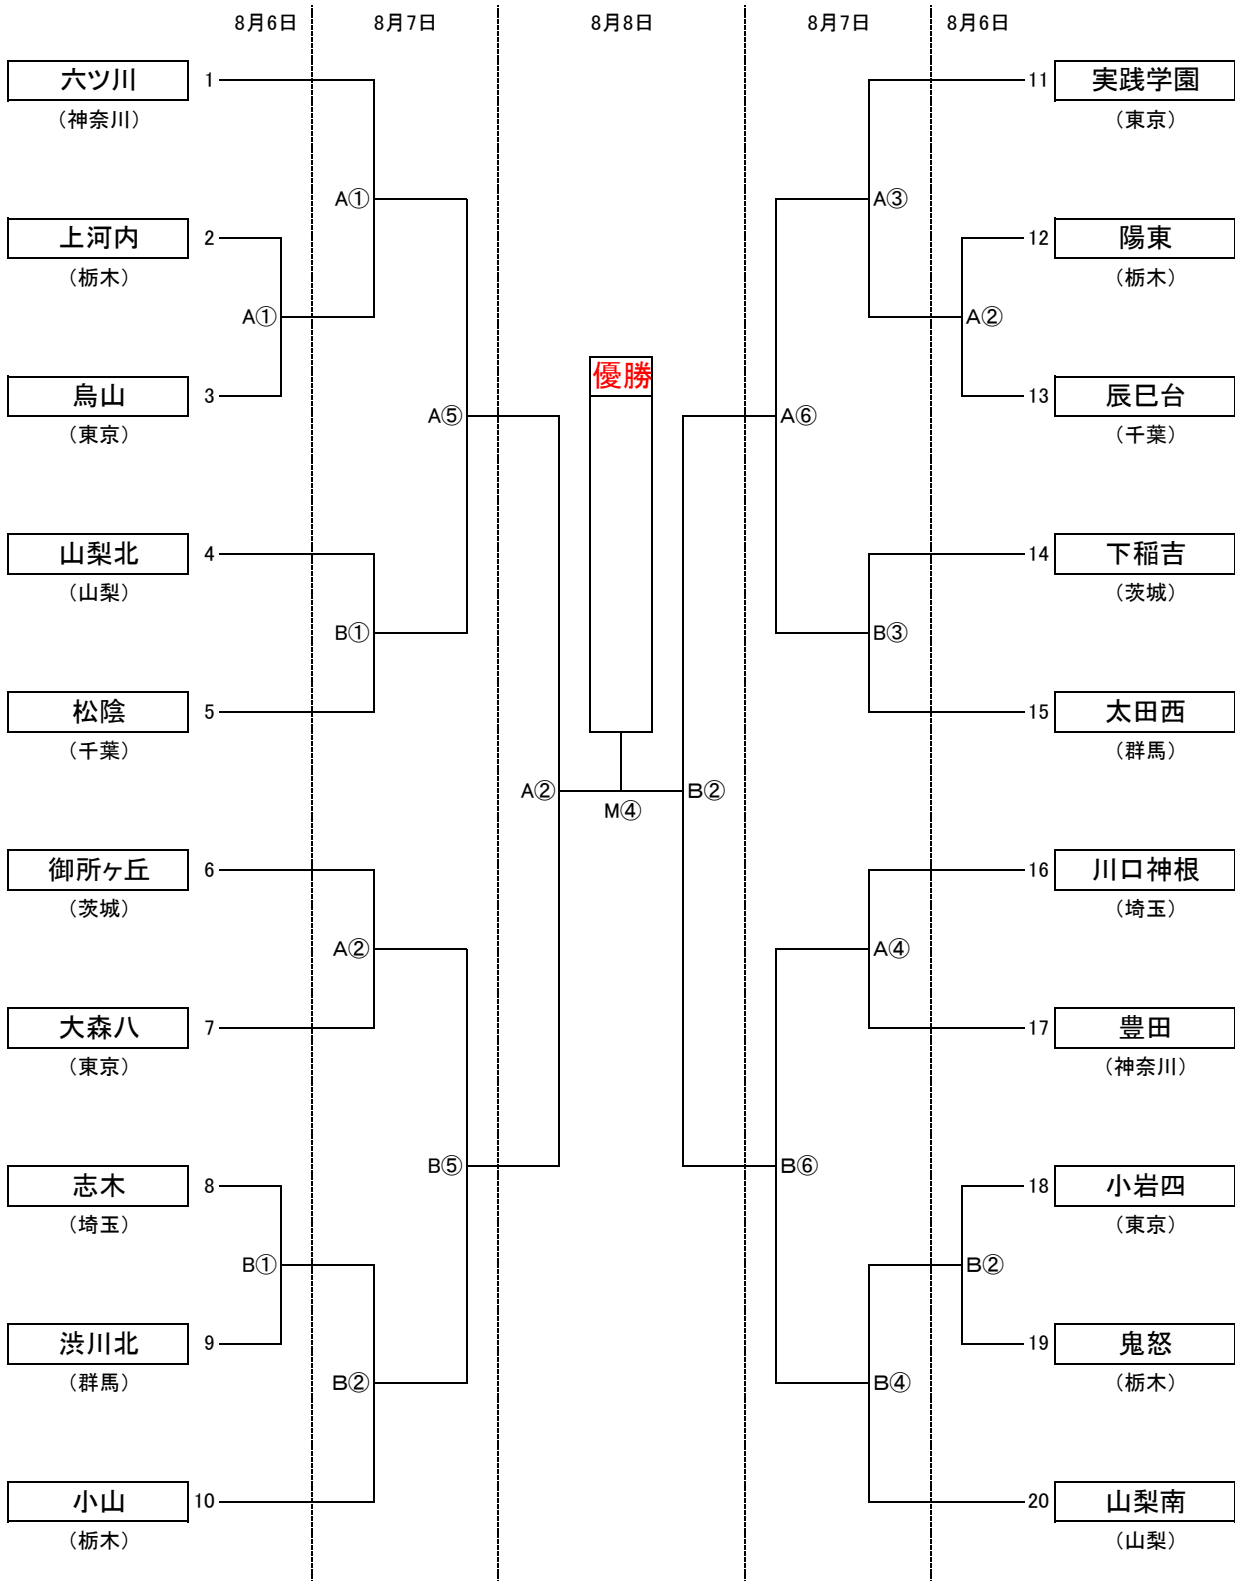 8月6日 8月7日 8月8日 8月7日 8月6日
六ツ川 1 11 実践学園
（神奈川） （東京）
A① A③
上河内 2 12 陽東
（栃木） （栃木）
A① A②
優勝
烏山 3 13 辰巳台
（東京） A⑤ A⑥ （千葉）
山梨北 4 14 下稲吉
（山梨） （茨城）
B① B③
松陰 5 15 太田西
（千葉） （群馬）
A② B②
M④
御所ヶ丘 6 16 川口神根
（茨城） （埼玉）
A② A④
大森八 7 17 豊田
（東京） （神奈川）
B⑤ B⑥
志木 8 18 小岩四
（埼玉） （東京）
B① B②
渋川北 9 19 鬼怒
（群馬） （栃木）
B② B④
小山 10 20 山梨南
（栃木） （山梨）